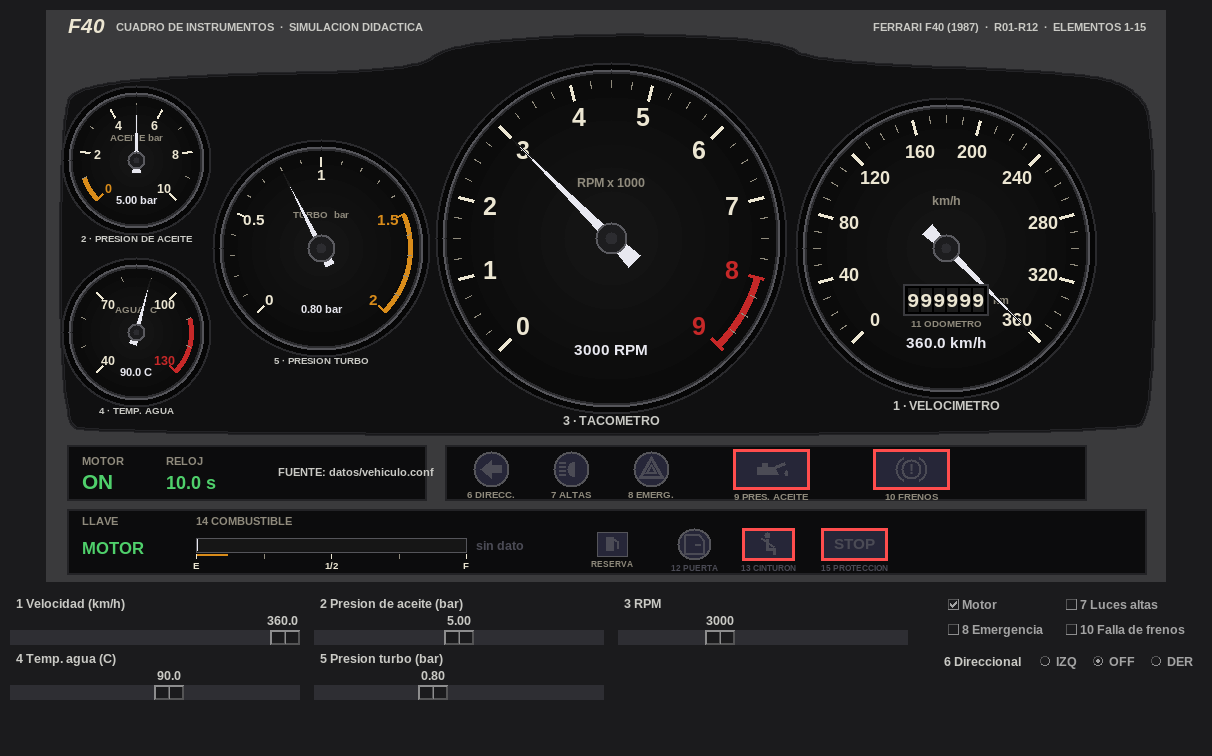 F40 CUADRO DE INSTRUMENTOS · SIMULACION DIDACTICA
FERRARI F40 (1987) · R01-R12 · ELEMENTOS 1-15
0 2 4 6 8 10
ACEITE bar
5.00 bar
2 · PRESION DE ACEITE
40 70 100 130
AGUA C
90.0 C
4 · TEMP. AGUA
0 0.5 1 1.5 2
TURBO bar
0.80 bar
5 · PRESION TURBO
0 1 2 3 4 5 6 7 8 9
RPM x 1000
3000 RPM
3 · TACOMETRO
0 40 80 120 160 200 240 280 320 360
km/h
999999 km
11 ODOMETRO
360.0 km/h
1 · VELOCIMETRO
MOTOR RELOJ
ON 10.0 s
FUENTE: datos/vehiculo.conf
6 DIRECC. 7 ALTAS 8 EMERG. 9 PRES. ACEITE 10 FRENOS
LLAVE 14 COMBUSTIBLE
MOTOR
sin dato
E 1/2 F
RESERVA
12 PUERTA
13 CINTURON
STOP
15 PROTECCION
1 Velocidad (km/h)
360.0
2 Presion de aceite (bar)
5.00
3 RPM
3000
4 Temp. agua (C)
90.0
5 Presion turbo (bar)
0.80
Motor 7 Luces altas
8 Emergencia 10 Falla de frenos
6 Direccional IZQ OFF DER